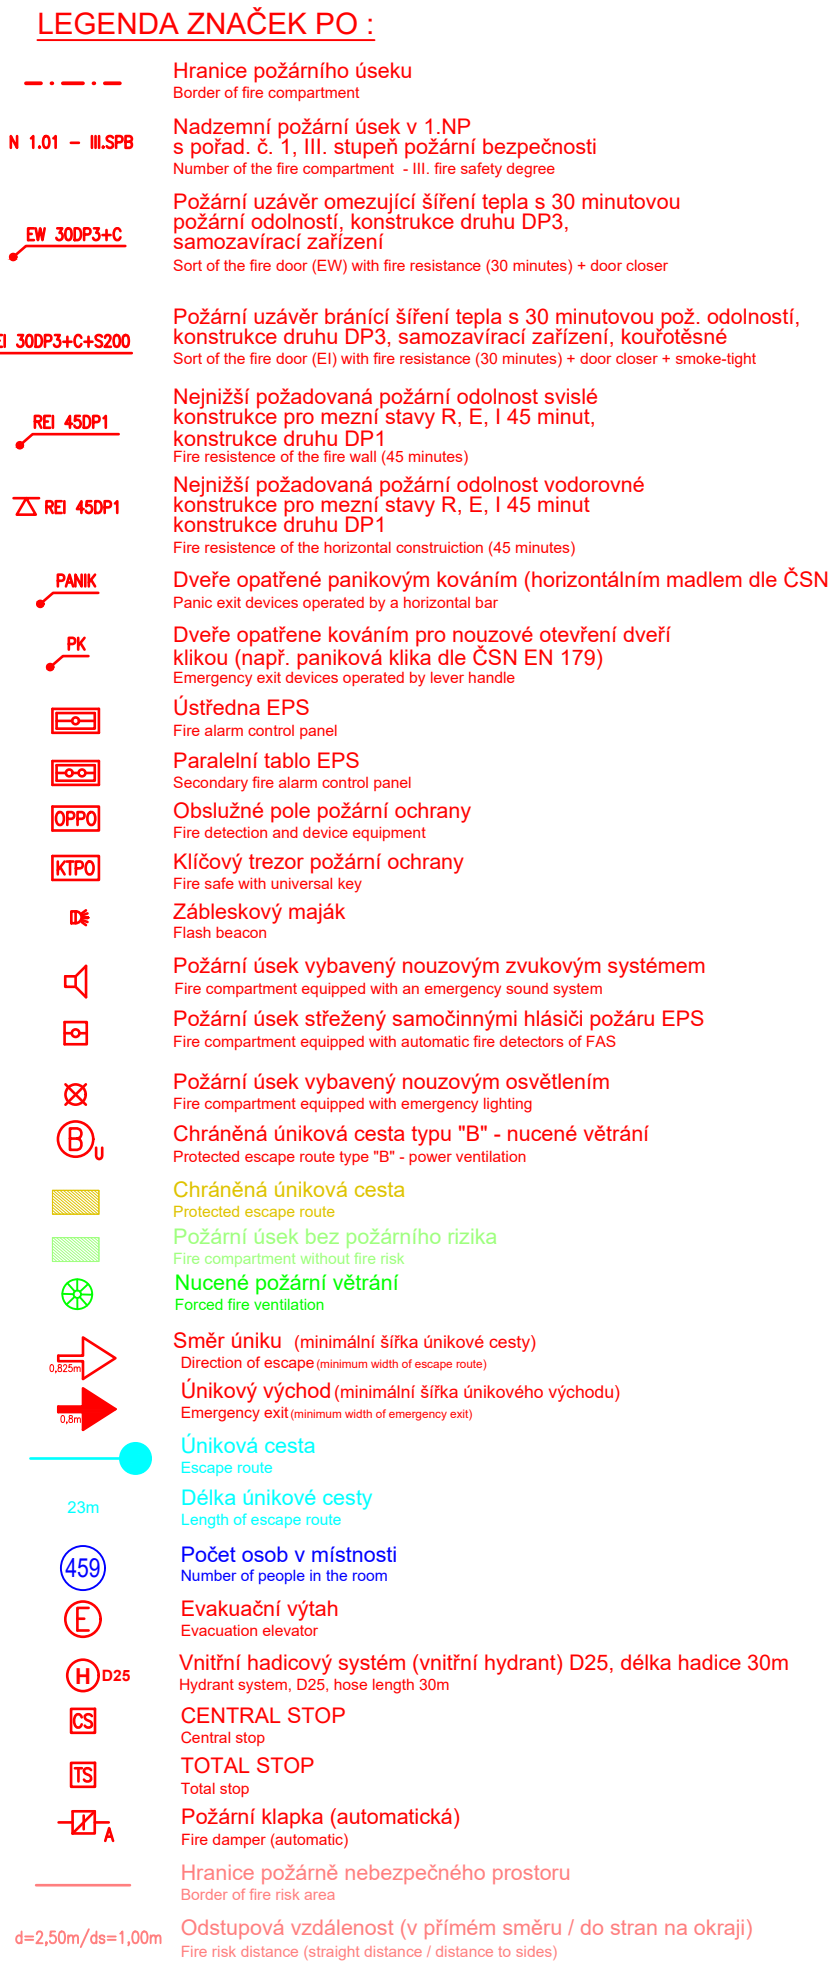 LEGENDA ZNAČEK PO :
Hranice požárního úseku
Border of fire compartment
N 1.01 - III.SPB
Nadzemní požární úsek v 1.NP
s pořad. č. 1, III. stupeň požární bezpečnosti
Number of the fire compartment - III. fire safety degree
EW 30DP3+C
Požární uzávěr omezující šíření tepla s 30 minutovou
požární odolností, konstrukce druhu DP3,
samozavírací zařízení
Sort of the fire door (EW) with fire resistance (30 minutes) + door closer
EI 30DP3+C+S200
Požární uzávěr bránící šíření tepla s 30 minutovou pož. odolností,
konstrukce druhu DP3, samozavírací zařízení, kouřotěsné
Sort of the fire door (EI) with fire resistance (30 minutes) + door closer + smoke-tight
REI 45DP1
Nejnižší požadovaná požární odolnost svislé
konstrukce pro mezní stavy R, E, I 45 minut,
konstrukce druhu DP1
Fire resistence of the fire wall (45 minutes)
REI 45DP1
Nejnižší požadovaná požární odolnost vodorovné
konstrukce pro mezní stavy R, E, I 45 minut
konstrukce druhu DP1
Fire resistence of the horizontal construiction (45 minutes)
PANIK
Dveře opatřené panikovým kováním (horizontálním madlem dle ČSN
Panic exit devices operated by a horizontal bar
PK
Dveře opatřene kováním pro nouzové otevření dveří
klikou (např. paniková klika dle ČSN EN 179)
Emergency exit devices operated by lever handle
Ústředna EPS
Fire alarm control panel
Paralelní tablo EPS
Secondary fire alarm control panel
OPPO
Obslužné pole požární ochrany
Fire detection and device equipment
KTPO
Klíčový trezor požární ochrany
Fire safe with universal key
Zábleskový maják
Flash beacon
Požární úsek vybavený nouzovým zvukovým systémem
Fire compartment equipped with an emergency sound system
Požární úsek střežený samočinnými hlásiči požáru EPS
Fire compartment equipped with automatic fire detectors of FAS
Požární úsek vybavený nouzovým osvětlením
Fire compartment equipped with emergency lighting
B U
Chráněná úniková cesta typu "B" - nucené větrání
Protected escape route type "B" - power ventilation
Chráněná úniková cesta
Protected escape route
Požární úsek bez požárního rizika
Fire compartment without fire risk
Nucené požární větrání
Forced fire ventilation
0,825m
Směr úniku (minimální šířka únikové cesty)
Direction of escape (minimum width of escape route)
0,8m
Únikový východ (minimální šířka únikového východu)
Emergency exit (minimum width of emergency exit)
Úniková cesta
Escape route
23m
Délka únikové cesty
Length of escape route
459
Počet osob v místnosti
Number of people in the room
E
Evakuační výtah
Evacuation elevator
H D25
Vnitřní hadicový systém (vnitřní hydrant) D25, délka hadice 30m
Hydrant system, D25, hose length 30m
CS
CENTRAL STOP
Central stop
TS
TOTAL STOP
Total stop
A
Požární klapka (automatická)
Fire damper (automatic)
Hranice požárně nebezpečného prostoru
Border of fire risk area
d=2,50m/ds=1,00m
Odstupová vzdálenost (v přímém směru / do stran na okraji)
Fire risk distance (straight distance / distance to sides)